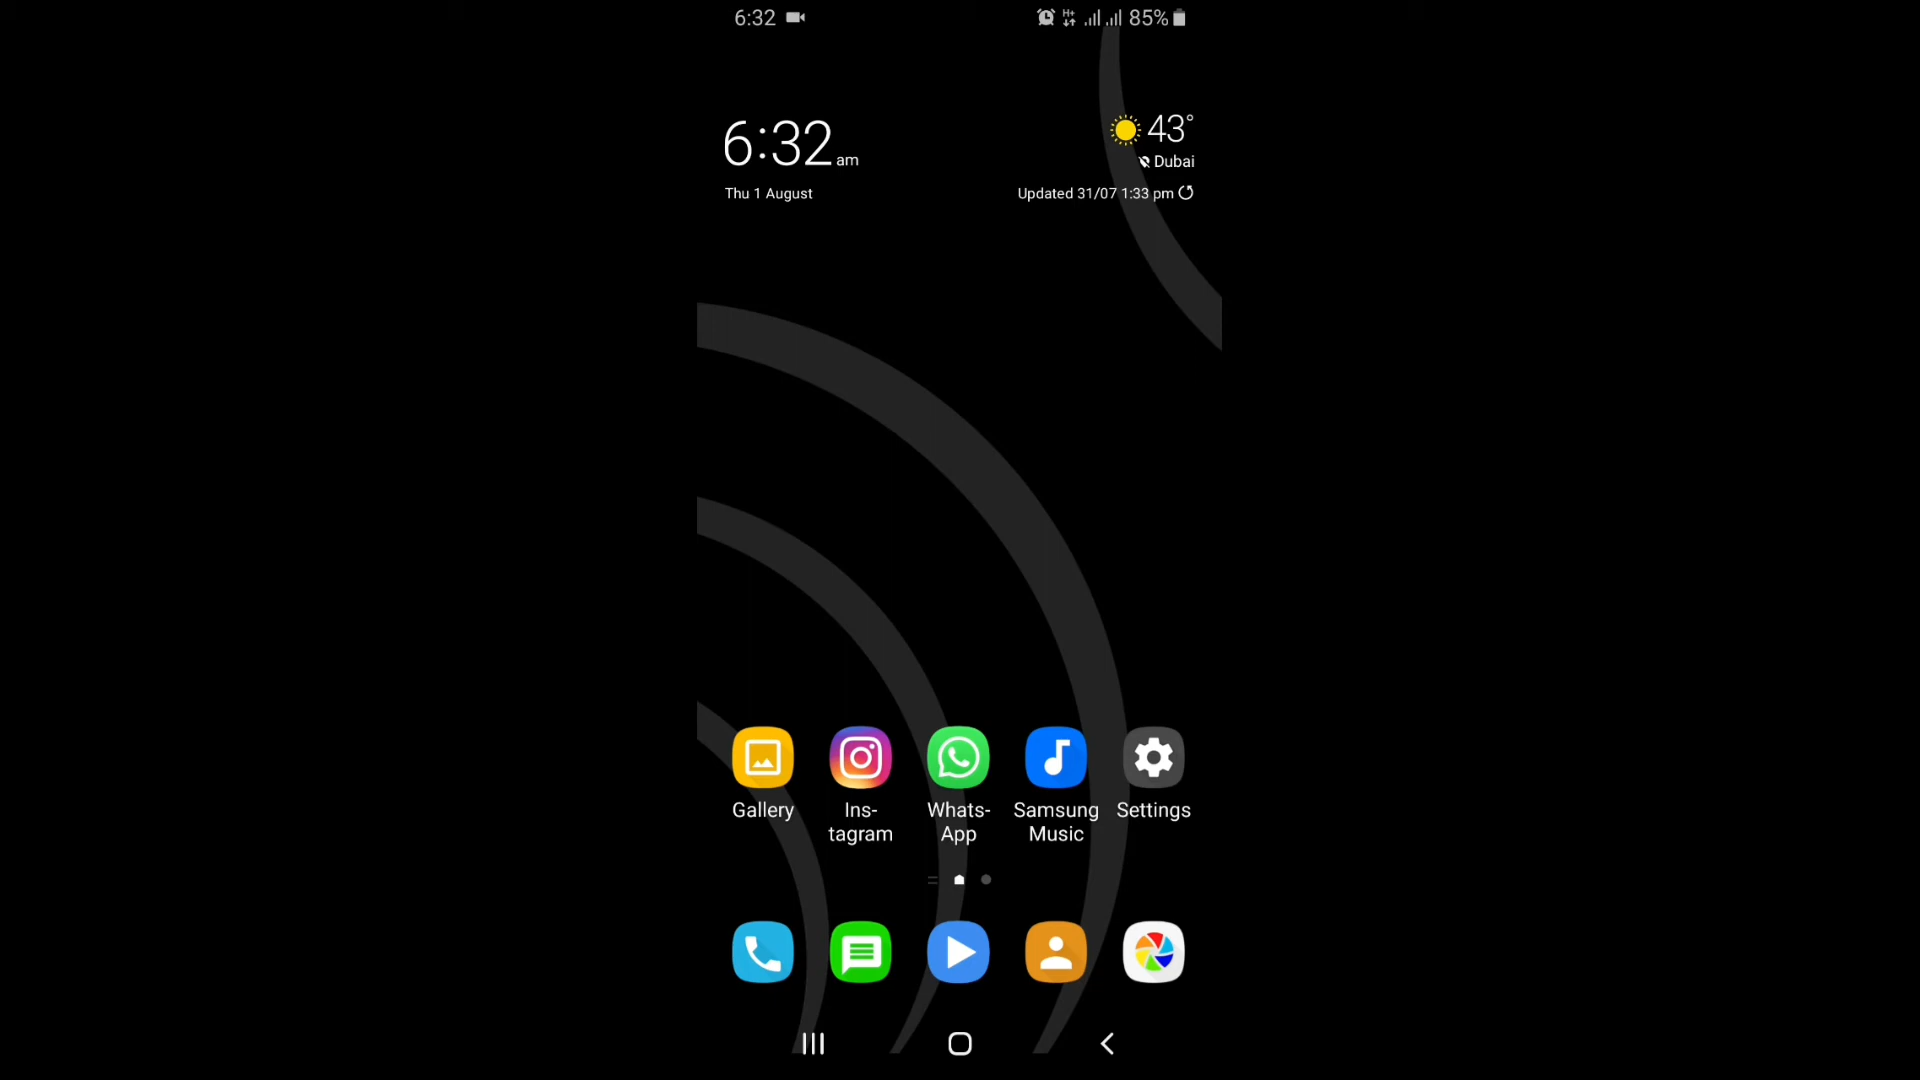 6:32
H+ 85%
6:32 am
Thu 1 August
43°
Dubai
Updated 31/07 1:33 pm
Gallery
Ins-
tagram
Whats-
App
Samsung
Music
Settings